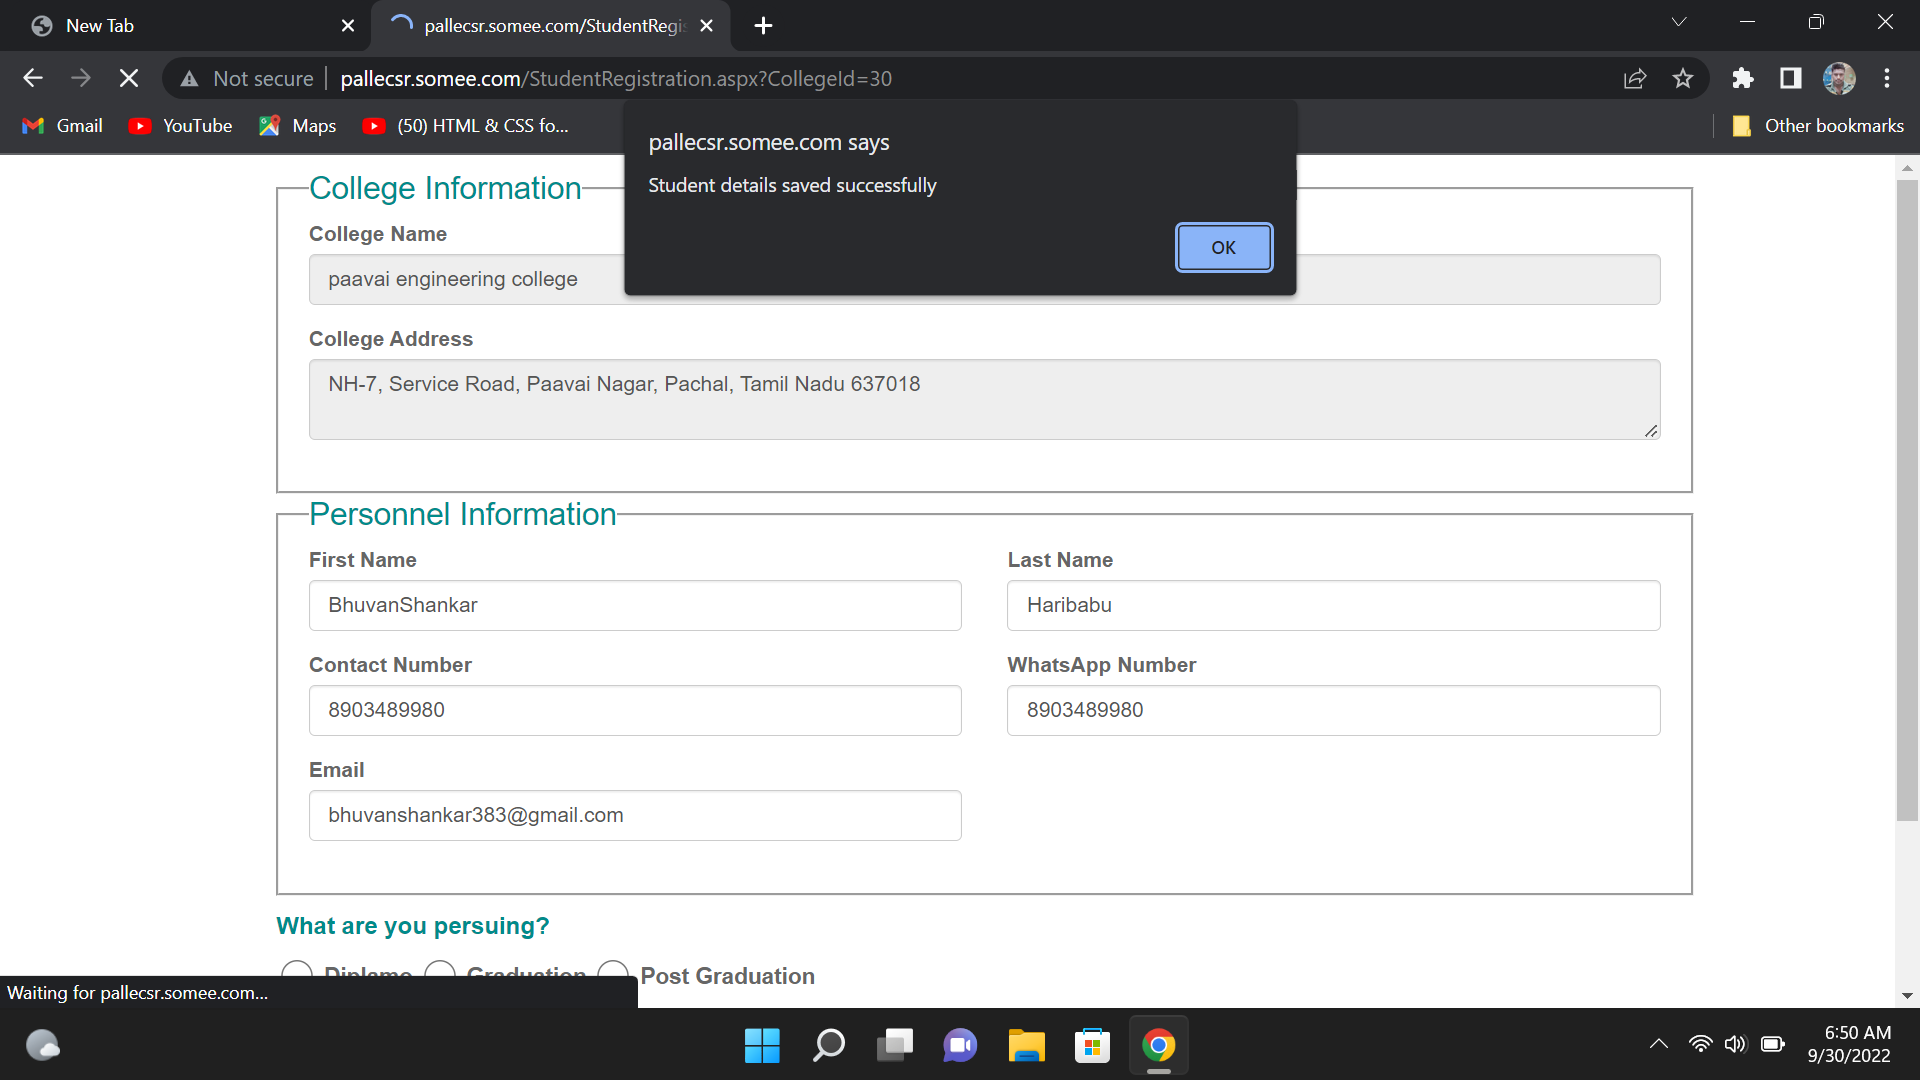 New Tab
pallecsr.somee.com/StudentRegis
Not secure
pallecsr.somee.com/StudentRegistration.aspx?CollegeId=30
Gmail
YouTube
Maps
(50) HTML & CSS fo...
Other bookmarks
pallecsr.somee.com says
Student details saved successfully
OK
College Information
College Name
paavai engineering college
College Address
NH-7, Service Road, Paavai Nagar, Pachal, Tamil Nadu 637018
Personnel Information
First Name
Last Name
BhuvanShankar
Haribabu
Contact Number
WhatsApp Number
8903489980
8903489980
Email
bhuvanshankar383@gmail.com
What are you persuing?
Diplamo
Graduation
Post Graduation
Waiting for pallecsr.somee.com...
6:50 AM
9/30/2022